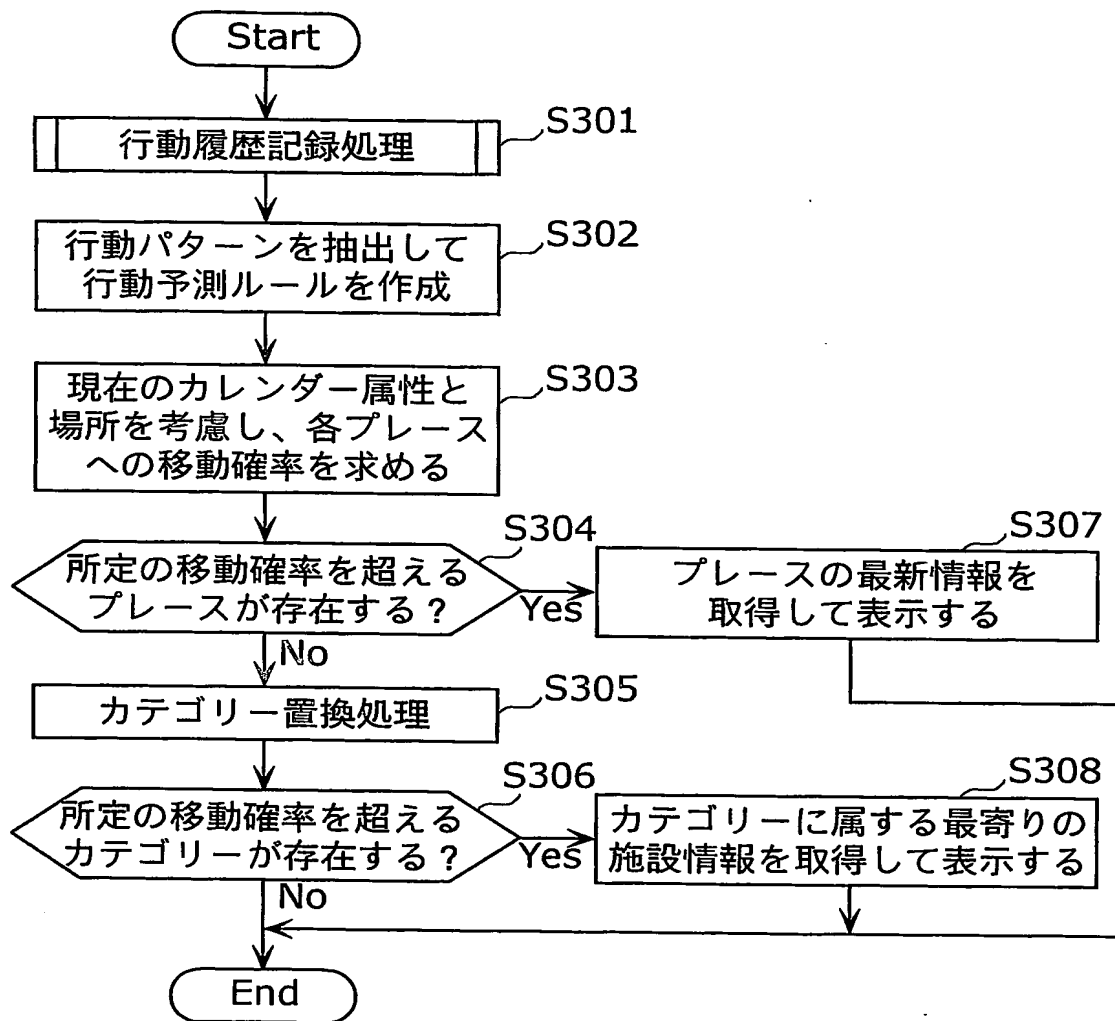 Start
行動履歴記録処理
S301
行動パターンを抽出して
行動予測ルールを作成
S302
現在のカレンダー属性と
場所を考慮し、各プレース
への移動確率を求める
S303
所定の移動確率を超える
プレースが存在する？
S304
Yes
No
プレースの最新情報を
取得して表示する
S307
カテゴリー置換処理
S305
所定の移動確率を超える
カテゴリーが存在する？
S306
Yes
No
カテゴリーに属する最寄りの
施設情報を取得して表示する
S308
End